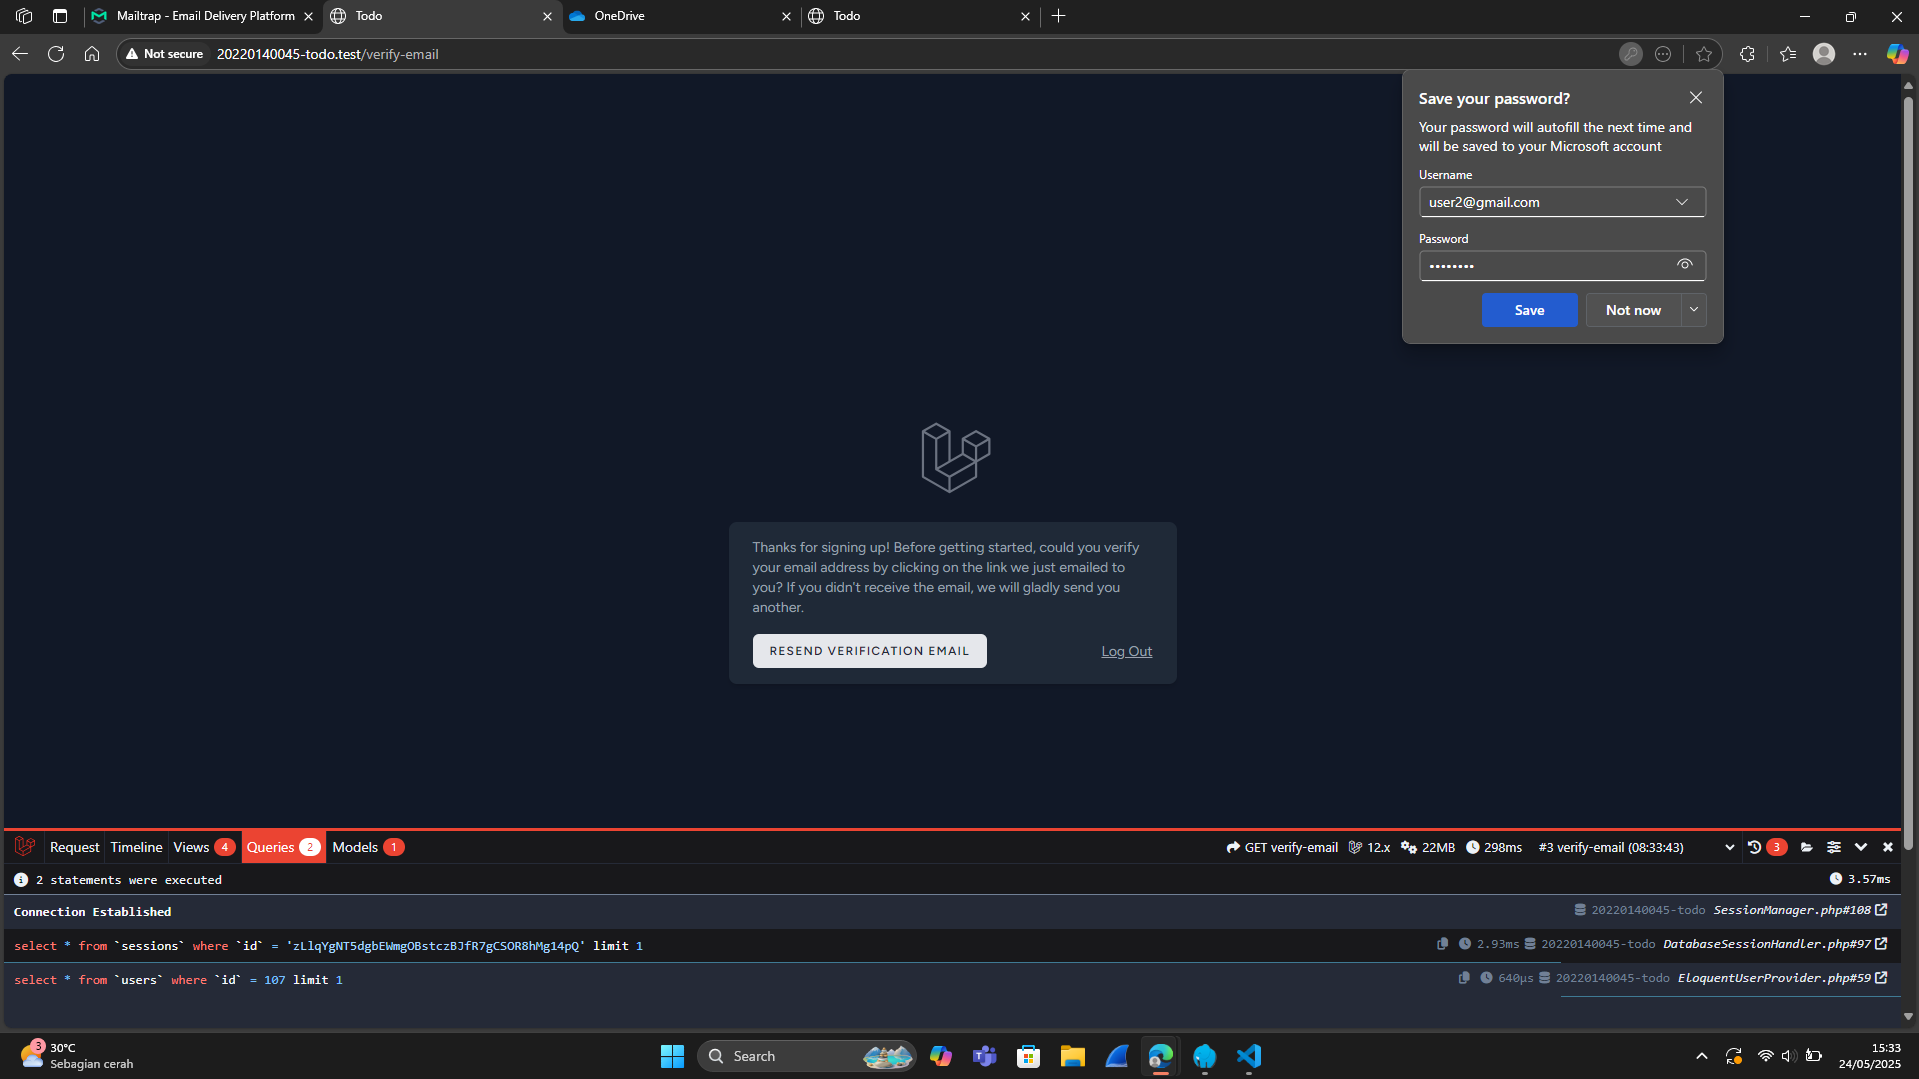 Mailtrap - Email Delivery Platform
Todo
OneDrive
Todo
Not secure
20220140045-todo.test/verify-email
Save your password?
Your password will autofill the next time and
will be saved to your Microsoft account
Username
user2@gmail.com
Password
••••••••
Save
Not now
Thanks for signing up! Before getting started, could you verify
your email address by clicking on the link we just emailed to
you? If you didn't receive the email, we will gladly send you
another.
RESEND VERIFICATION EMAIL
Log Out
Request Timeline Views 4 Queries 2 Models 1
GET verify-email 12.x 22MB 298ms #3 verify-email (08:33:43) 3
2 statements were executed 3.57ms
Connection Established 20220140045-todo SessionManager.php#108
select * from `sessions` where `id` = 'zLlqYgNT5dgbEWmgOBstczBJfR7gCSOR8hMg14pQ' limit 1 2.93ms 20220140045-todo DatabaseSessionHandler.php#97
select * from `users` where `id` = 107 limit 1 640μs 20220140045-todo EloquentUserProvider.php#59
3
30°C
Sebagian cerah
Search
15:33
24/05/2025